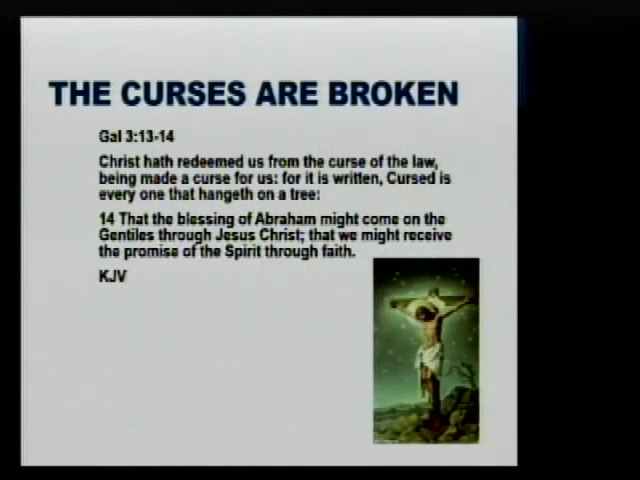 THE CURSES ARE BROKEN
Gal 3:13-14
Christ hath redeemed us from the curse of the law,
being made a curse for us: for it is written, Cursed is
every one that hangeth on a tree:
14 That the blessing of Abraham might come on the
Gentiles through Jesus Christ; that we might receive
the promise of the Spirit through faith.
KJV